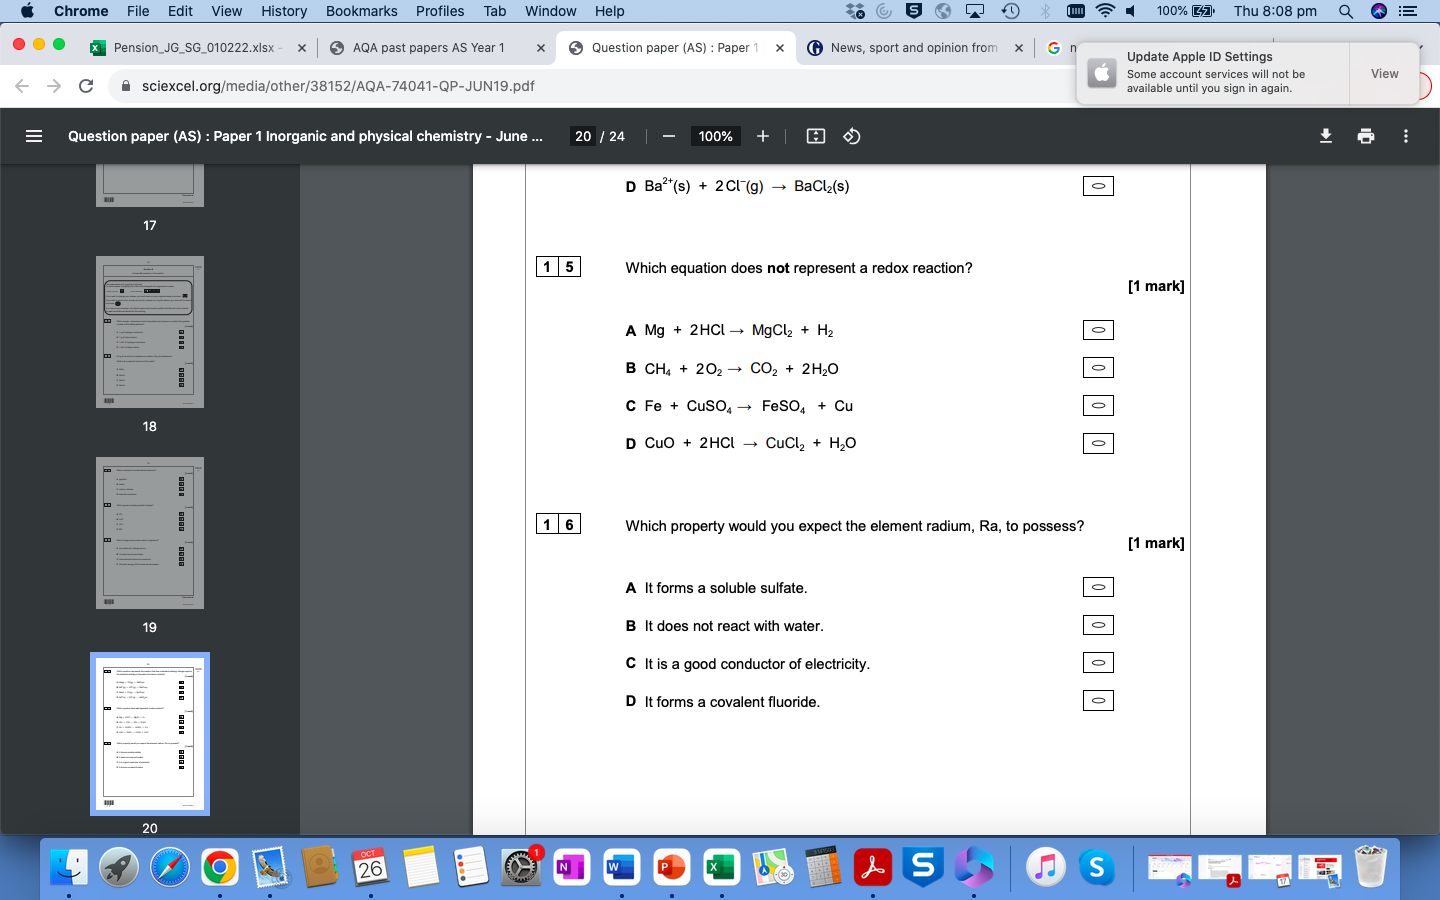 Chrome File Edit View History Bookmarks Profiles Tab Window Help
100% Thu 8:08 pm
Pension_JG_SG_010222.xlsx -
AQA past papers AS Year 1
Question paper (AS) : Paper 1
News, sport and opinion from
Update Apple ID Settings
Some account services will not be
available until you sign in again.
View
sciexcel.org/media/other/38152/AQA-74041-QP-JUN19.pdf
Question paper (AS) : Paper 1 Inorganic and physical chemistry - June ...
20 / 24
100%
17
18
19
20
D Ba²⁺(s) + 2Cl⁻(g) → BaCl₂(s)
1 5 Which equation does not represent a redox reaction?
[1 mark]
A Mg + 2HCl → MgCl₂ + H₂
B CH₄ + 2O₂ → CO₂ + 2H₂O
C Fe + CuSO₄ → FeSO₄ + Cu
D CuO + 2HCl → CuCl₂ + H₂O
1 6 Which property would you expect the element radium, Ra, to possess?
[1 mark]
A It forms a soluble sulfate.
B It does not react with water.
C It is a good conductor of electricity.
D It forms a covalent fluoride.
OCT
26
1
N
W
P
X
3D
S
S
17